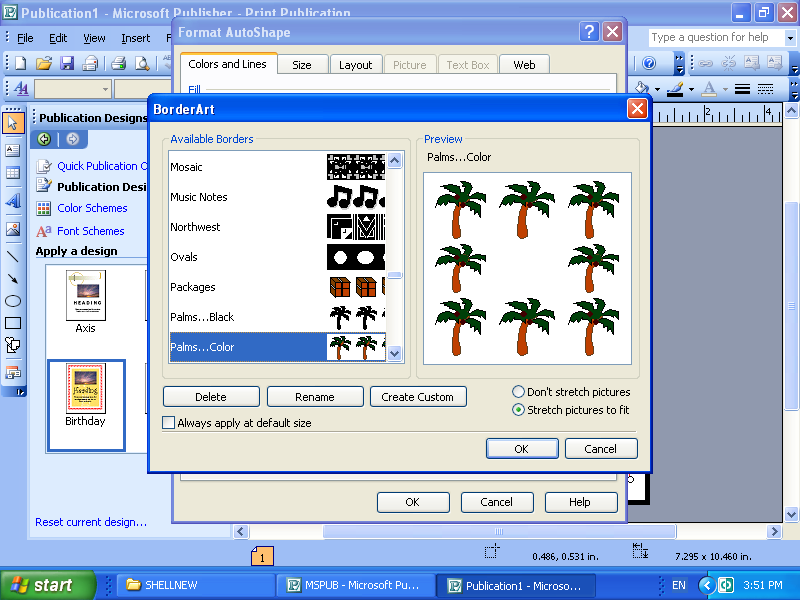 Publication1 - Microsoft Publisher - Print Publication
File Edit View Insert
Type a question for help
Format AutoShape
Colors and Lines Size Layout Picture Text Box Web
Fill
BorderArt
Available Borders
Mosaic
Music Notes
Northwest
Ovals
Packages
Palms...Black
Palms...Color
Preview
Palms...Color
Delete Rename Create Custom
Don't stretch pictures
Stretch pictures to fit
Always apply at default size
OK Cancel
OK Cancel Help
Publication Designs
Quick Publication O
Publication Desi
Color Schemes
Font Schemes
Apply a design
HEADING
Axis
Heading
Birthday
Reset current design...
2 4
1
0.486, 0.531 in.
7.295 x 10.460 in.
start SHELLNEW MSPUB - Microsoft Pu... Publication1 - Microso... EN 3:51 PM